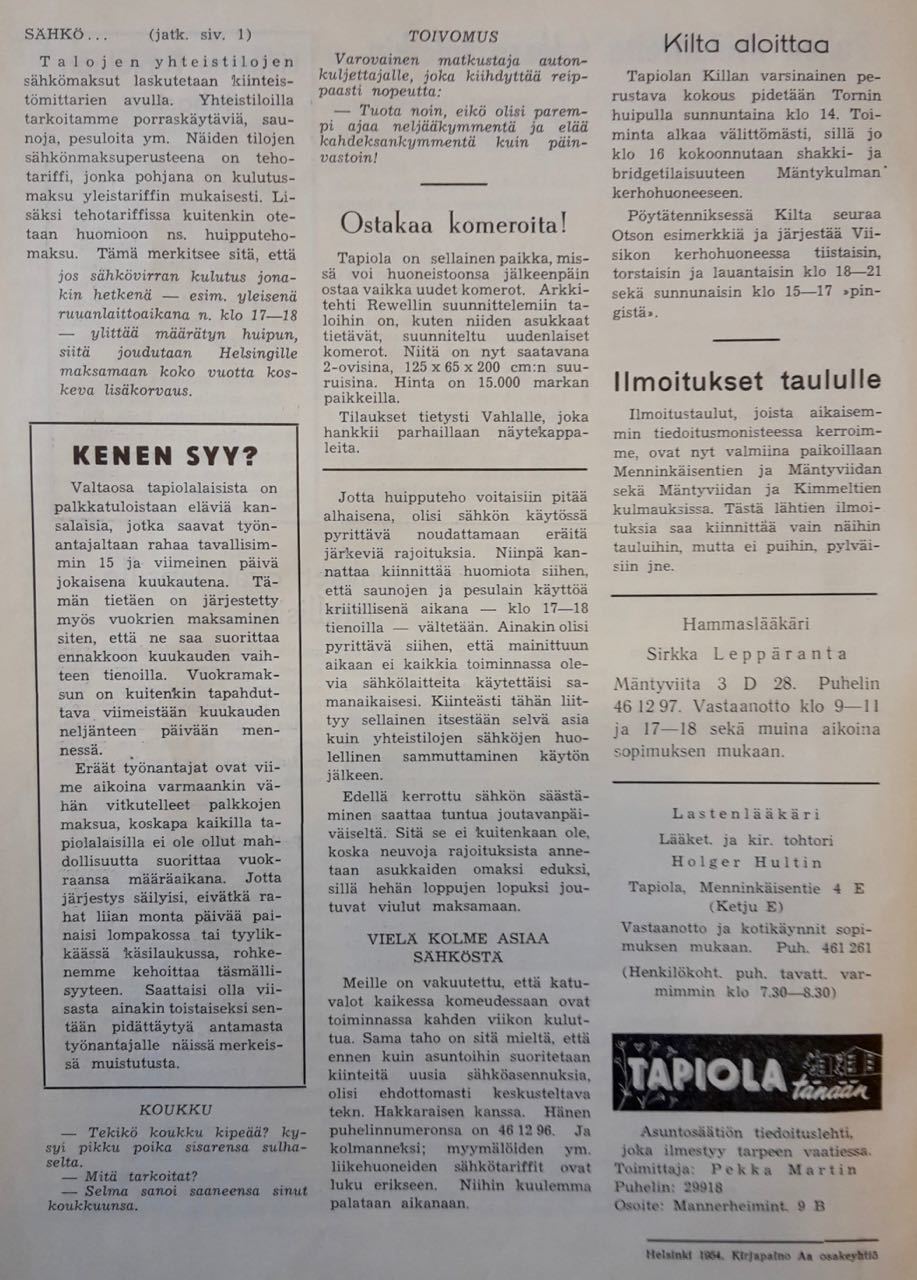 SÄHKÖ... (jatk. siv. 1)
Talojen yhteistilojen
sähkömaksut laskutetaan kiinteis-
tömittarien avulla. Yhteistiloilla
tarkoitamme porraskäytäviä, sau-
noja, pesuloita ym. Näiden tilojen
sähkönmaksuperusteena on teho-
tariffi, jonka pohjana on kulutus-
maksu yleistariffin mukaisesti. Li-
säksi tehotariffissa kuitenkin ote-
taan huomioon ns. huipputeho-
maksu. Tämä merkitsee sitä, että
jos sähkövirran kulutus jona-
kin hetkenä — esim. yleisenä
ruuanlaittoaikana n. klo 17—18
— ylittää määrätyn huipun,
siitä joudutaan Helsingille
maksamaan koko vuotta kos-
keva lisäkorvaus.
KENEN SYY?
Valtaosa tapiolalaisista on
palkkatuloistaan eläviä kan-
salaisia, jotka saavat työn-
antajaltaan rahaa tavallisim-
min 15 ja viimeinen päivä
jokaisena kuukautena. Tä-
män tietäen on järjestetty
myös vuokrien maksaminen
siten, että ne saa suorittaa
ennakkoon kuukauden vaih-
teen tienoilla. Vuokramak-
sun on kuitenkin tapahdut-
tava viimeistään kuukauden
neljänteen päivään men-
nessä.
Eräät työnantajat ovat vii-
me aikoina varmaankin vä-
hän vitkutelleet palkkojen
maksua, koskapa kaikilla ta-
piolalaisilla ei ole ollut mah-
dollisuutta suorittaa vuok-
raansa määräaikana. Jotta
järjestys säilyisi, eivätkä ra-
hat liian monta päivää pai-
naisi lompakossa tai tyylik-
käässä käsilaukussa, rohke-
nemme kehoittaa täsmälli-
syyteen. Saattaisi olla vii-
sasta ainakin toistaiseksi sen-
tään pidättäytyä antamasta
työnantajalle näissä merkeis-
sä muistutusta.
KOUKKU
— Tekikö koukku kipeää? ky-
syi pikku poika sisarensa sulha-
selta.
— Mitä tarkoitat?
— Selma sanoi saaneensa sinut
koukkuunsa.
TOIVOMUS
Varovainen matkustaja auton-
kuljettajalle, joka kiihdyttää reip-
paasti nopeutta:
— Tuota noin, eikö olisi parem-
pi ajaa neljääkymmentä ja elää
kahdeksankymmentä kuin päin-
vastoin!
Ostakaa komeroita!
Tapiola on sellainen paikka, mis-
sä voi huoneistoonsa jälkeenpäin
ostaa vaikka uudet komerot. Arkki-
tehti Rewellin suunnittelemiin ta-
loihin on, kuten niiden asukkaat
tietävät, suunniteltu uudenlaiset
komerot. Niitä on nyt saatavana
2-ovisina, 125 x 65 x 200 cm:n suu-
ruisina. Hinta on 15.000 markan
paikkeilla.
Tilaukset tietysti Vahlalle, joka
hankkii parhaillaan näytekappa-
leita.
Jotta huipputeho voitaisiin pitää
alhaisena, olisi sähkön käytössä
pyrittävä noudattamaan eräitä
järkeviä rajoituksia. Niinpä kan-
nattaa kiinnittää huomiota siihen,
että saunojen ja pesulain käyttöä
kriitillisenä aikana — klo 17—18
tienoilla — vältetään. Ainakin olisi
pyrittävä siihen, että mainittuun
aikaan ei kaikkia toiminnassa ole-
via sähkölaitteita käytettäisi sa-
manaikaisesi. Kiinteästi tähän liit-
tyy sellainen itsestään selvä asia
kuin yhteistilojen sähköjen huo-
lellinen sammuttaminen käytön
jälkeen.
Edellä kerrottu sähkön säästä-
minen saattaa tuntua joutavanpäi-
väiseltä. Sitä se ei kuitenkaan ole,
koska neuvoja rajoituksista anne-
taan asukkaiden omaksi eduksi,
sillä hehän loppujen lopuksi jou-
tuvat viulut maksamaan.
VIELÄ KOLME ASIAA
SÄHKÖSTÄ
Meille on vakuutettu, että katu-
valot kaikessa komeudessaan ovat
toiminnassa kahden viikon kulut-
tua. Sama taho on sitä mieltä, että
ennen kuin asuntoihin suoritetaan
kiinteitä uusia sähköasennuksia,
olisi ehdottomasti keskusteltava
tekn. Hakkaraisen kanssa. Hänen
puhelinnumeronsa on 46 12 96. Ja
kolmanneksi; myymälöiden ym.
liikehuoneiden sähkötariffit ovat
luku erikseen. Niihin kuulemma
palataan aikanaan.
Kilta aloittaa
Tapiolan Killan varsinainen pe-
rustava kokous pidetään Tornin
huipulla sunnuntaina klo 14. Toi-
minta alkaa välittömästi, sillä jo
klo 16 kokoonnutaan shakki- ja
bridgetilaisuuteen Mäntykulman
kerhohuoneeseen.
Pöytätenniksessä Kilta seuraa
Otson esimerkkiä ja järjestää Vii-
sikon kerhohuoneessa tiistaisin,
torstaisin ja lauantaisin klo 18—21
sekä sunnunaisin klo 15—17 »pin-
gistä».
Ilmoitukset taululle
Ilmoitustaulut, joista aikaisem-
min tiedoitusmonisteessa kerroim-
me, ovat nyt valmiina paikoillaan
Menninkäisentien ja Mäntyviidan
sekä Mäntyviidan ja Kimmeltien
kulmauksissa. Tästä lähtien ilmoi-
tuksia saa kiinnittää vain näihin
tauluihin, mutta ei puihin, pylväi-
siin jne.
Hammaslääkäri
Sirkka Leppäranta
Mäntyviita 3 D 28. Puhelin
46 12 97. Vastaanotto klo 9—11
ja 17—18 sekä muina aikoina
sopimuksen mukaan.
Lastenlääkäri
Lääket. ja kir. tohtori
Holger Hultin
Tapiola, Menninkäisentie 4 E
(Ketju E)
Vastaanotto ja kotikäynnit sopi-
muksen mukaan. Puh. 461 261
(Henkilökoht. puh. tavatt. var-
mimmin klo 7.30—8.30)
TAPIOLA
tänään
Asuntosäätiön tiedoituslehti,
joka ilmestyy tarpeen vaatiessa.
Toimittaja: Pekka Martin
Puhelin: 29918
Osoite: Mannerheimint. 9 B
Helsinki 1954. Kirjapaino Aa osakeyhtiö